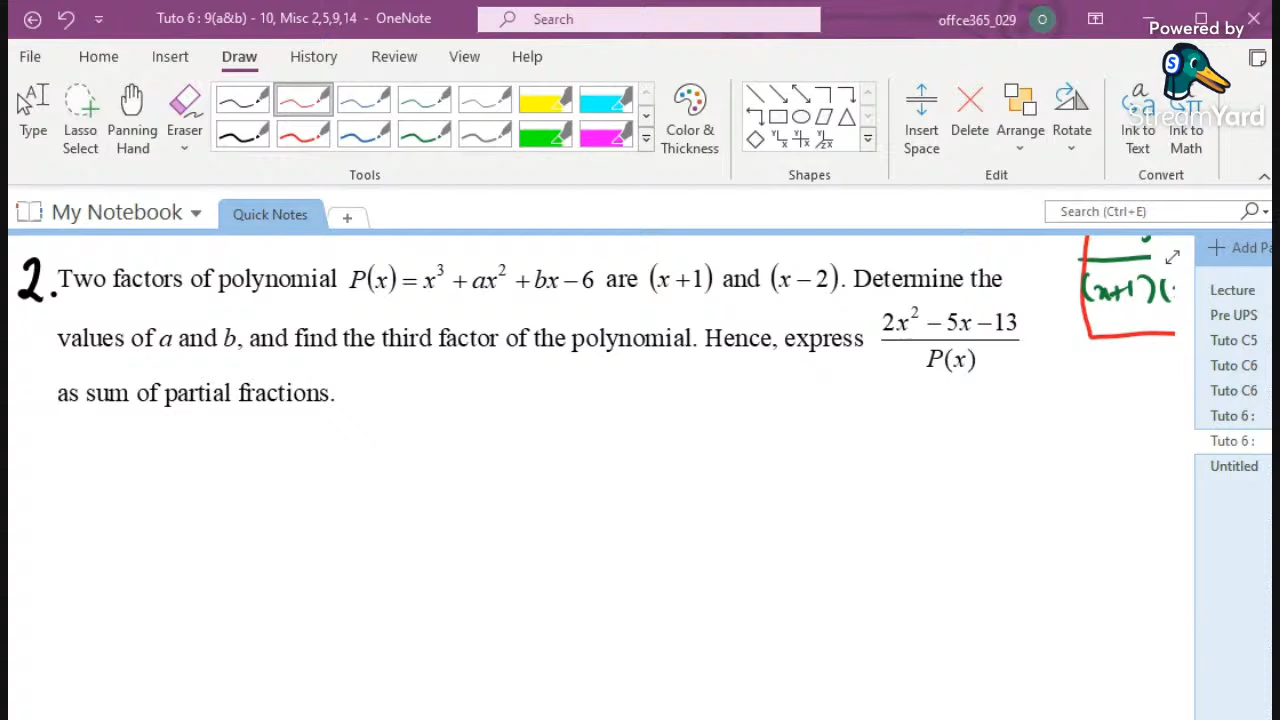 Tuto 6 : 9(a&b) - 10, Misc 2,5,9,14 - OneNote
Search
offce365_029
O
Powered by
StreamYard
File Home Insert Draw History Review View Help
Type
Lasso Select
Panning Hand
Eraser
Color & Thickness
Insert Space
Delete
Arrange
Rotate
Ink to Text
Ink to Math
Tools
Shapes
Edit
Convert
My Notebook
Quick Notes
Search (Ctrl+E)
2. Two factors of polynomial P(x) = x³ + ax² + bx − 6 are (x + 1) and (x − 2). Determine the
values of a and b, and find the third factor of the polynomial. Hence, express (2x² − 5x − 13)/P(x)
as sum of partial fractions.
(x+1)(
Add Pa
Lecture
Pre UPS
Tuto C5
Tuto C6
Tuto C6
Tuto 6 :
Tuto 6 :
Untitled